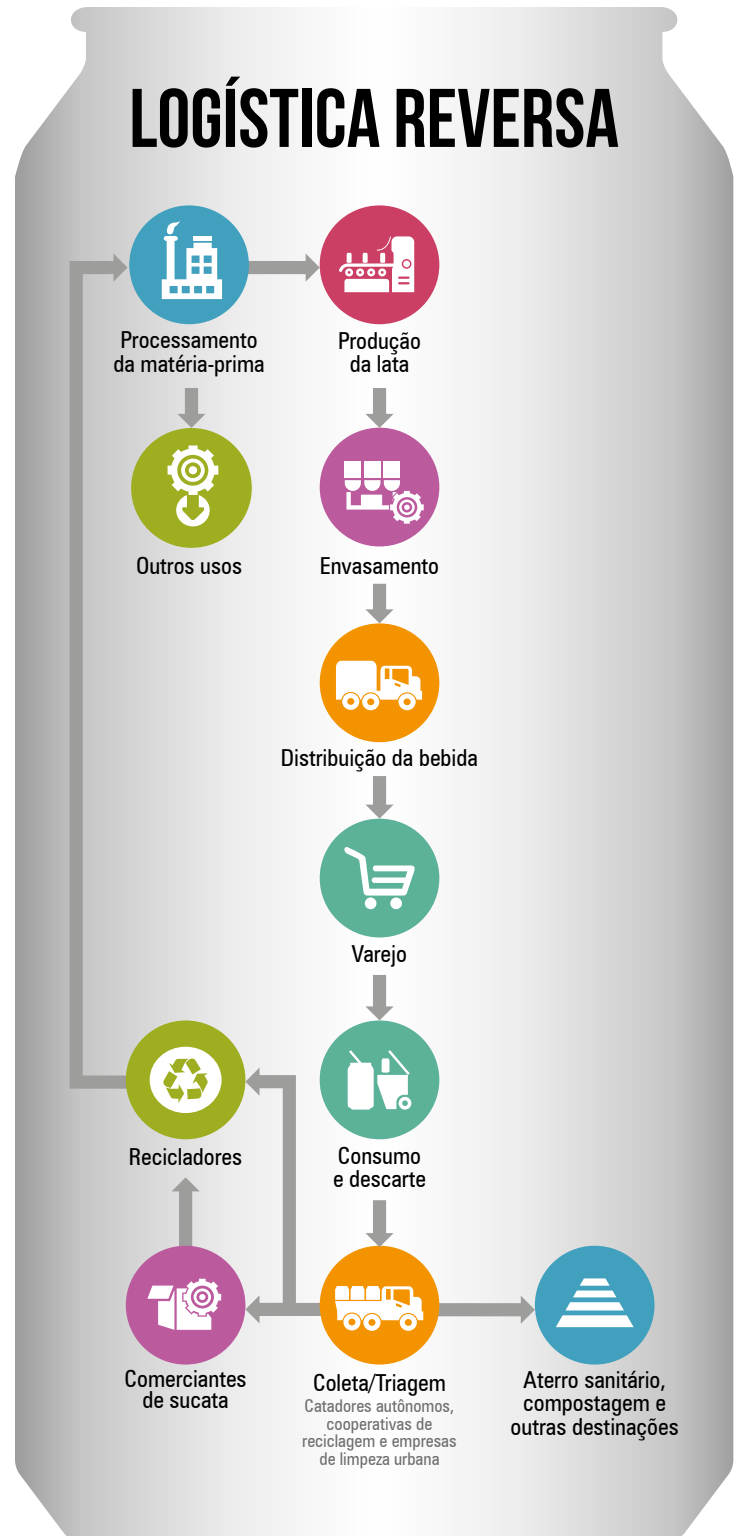 LOGÍSTICA REVERSA
Processamento
da matéria-prima
Produção
da lata
Outros usos
Envasamento
Distribuição da bebida
Varejo
Recicladores
Consumo
e descarte
Comerciantes
de sucata
Coleta/Triagem
Catadores autônomos,
cooperativas de
reciclagem e empresas
de limpeza urbana
Aterro sanitário,
compostagem e
outras destinações